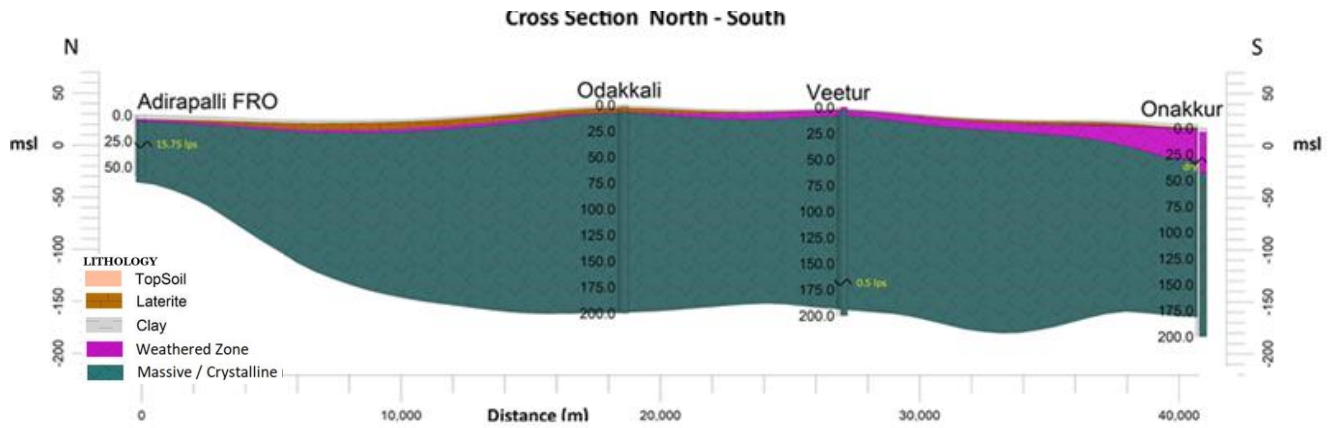 Cross Section North - South
N
S
Adirapalli FRO
Odakkali
Veetur
Onakkur
msl
50
0
-50
-100
-150
-200
0.0
25.0
50.0
15.75 lps
0.0
25.0
50.0
75.0
100.0
125.0
150.0
175.0
200.0
0.0
25.0
50.0
75.0
100.0
125.0
150.0
175.0
200.0
0.5 lps
0.0
25.0
50.0
75.0
100.0
125.0
150.0
175.0
200.0
50
0
-50
-100
-150
-200
msl
LITHOLOGY
TopSoil
Laterite
Clay
Weathered Zone
Massive / Crystalline
0
10,000
Distance (m)
20,000
30,000
40,000